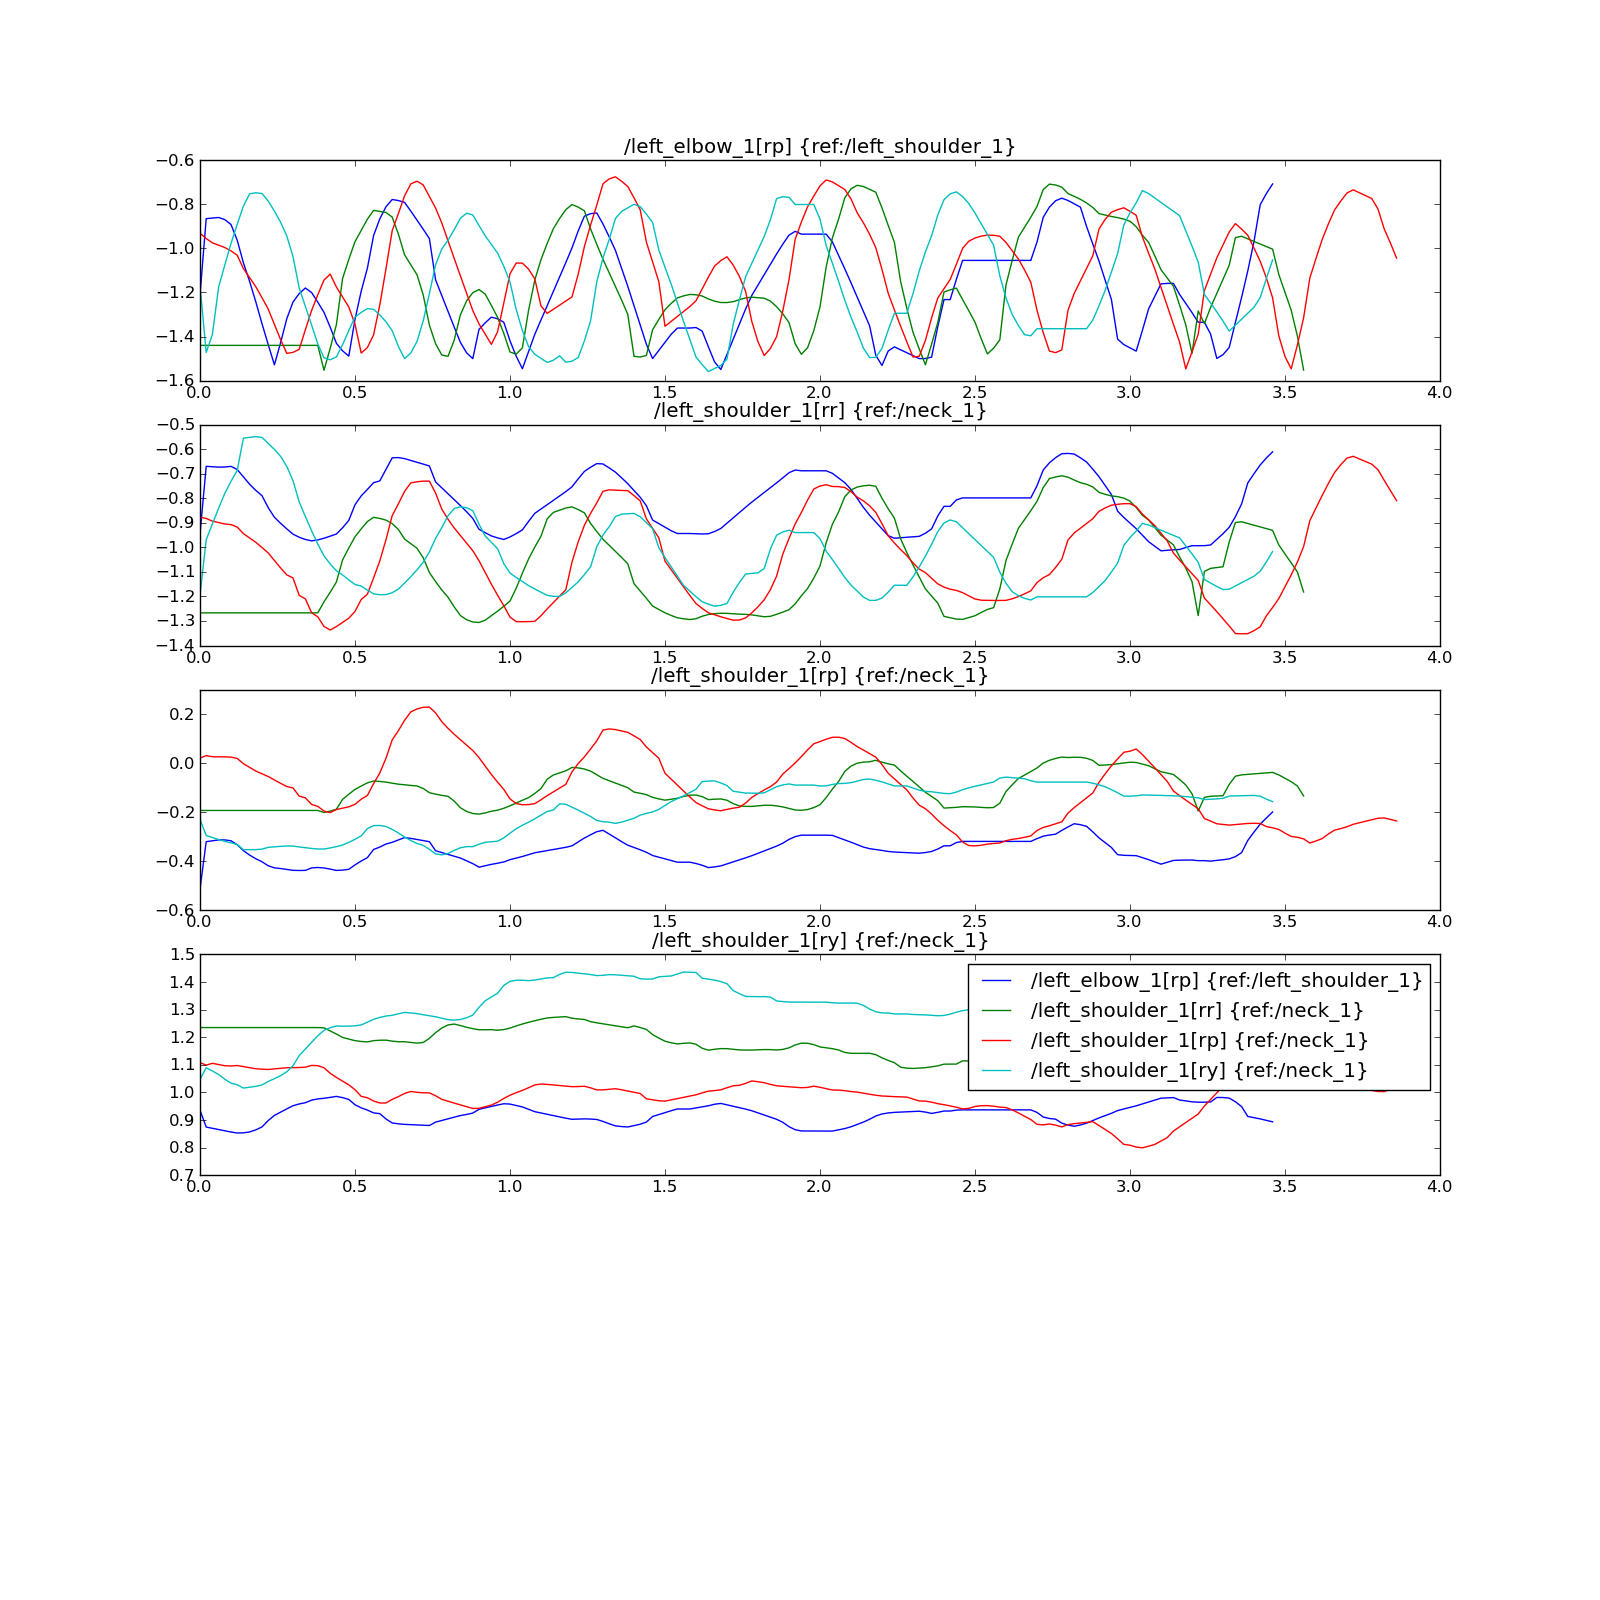 /left_elbow_1[rp] {ref:/left_shoulder_1}
−0.6
−0.8
−1.0
−1.2
−1.4
−1.6
0.0 0.5 1.0 1.5 2.0 2.5 3.0 3.5 4.0
/left_shoulder_1[rr] {ref:/neck_1}
−0.5
−0.6
−0.7
−0.8
−0.9
−1.0
−1.1
−1.2
−1.3
−1.4
0.0 0.5 1.0 1.5 2.0 2.5 3.0 3.5 4.0
/left_shoulder_1[rp] {ref:/neck_1}
0.2
0.0
−0.2
−0.4
−0.6
0.0 0.5 1.0 1.5 2.0 2.5 3.0 3.5 4.0
/left_shoulder_1[ry] {ref:/neck_1}
1.5
1.4
1.3
1.2
1.1
1.0
0.9
0.8
0.7
0.0 0.5 1.0 1.5 2.0 2.5 3.0 3.5 4.0
/left_elbow_1[rp] {ref:/left_shoulder_1}
/left_shoulder_1[rr] {ref:/neck_1}
/left_shoulder_1[rp] {ref:/neck_1}
/left_shoulder_1[ry] {ref:/neck_1}